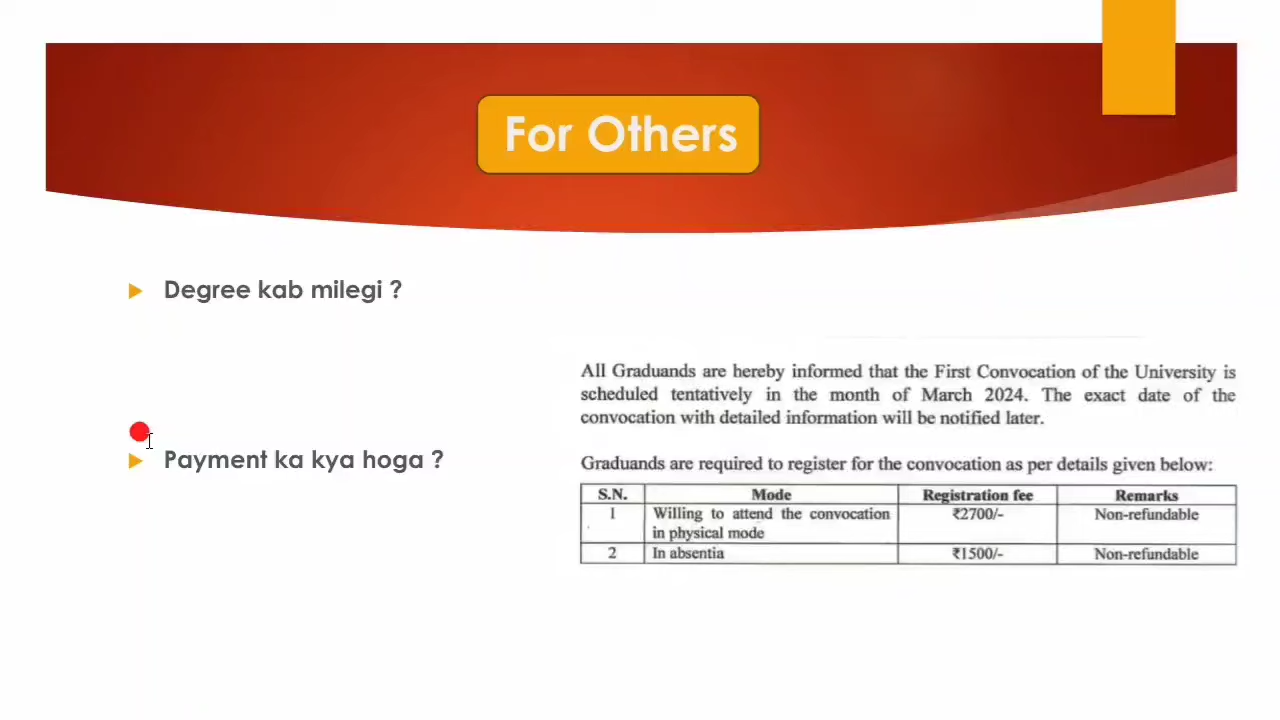 For Others
Degree kab milegi ?
Payment ka kya hoga ?
All Graduands are hereby informed that the First Convocation of the University is
scheduled tentatively in the month of March 2024. The exact date of the
convocation with detailed information will be notified later.
Graduands are required to register for the convocation as per details given below:
S.N. Mode Registration fee Remarks
1 Willing to attend the convocation ₹2700/- Non-refundable
in physical mode
2 In absentia ₹1500/- Non-refundable